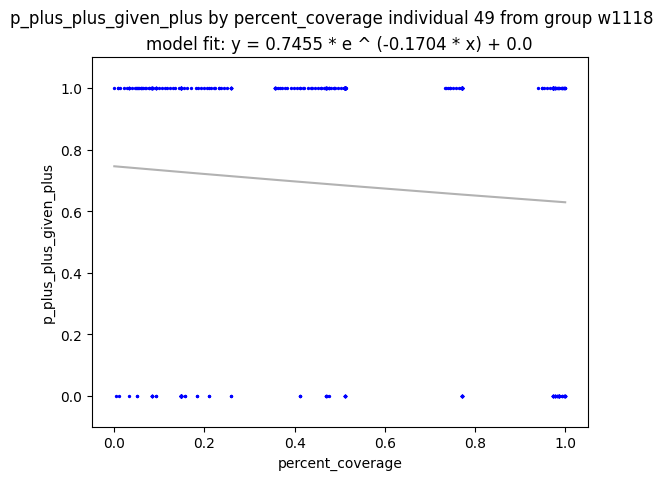 p_plus_plus_given_plus by percent_coverage individual 49 from group w1118
model fit: y = 0.7455 * e ^ (-0.1704 * x) + 0.0
1.0
0.8
0.6
0.4
0.2
0.0
p_plus_plus_given_plus
0.0 0.2 0.4 0.6 0.8 1.0
percent_coverage